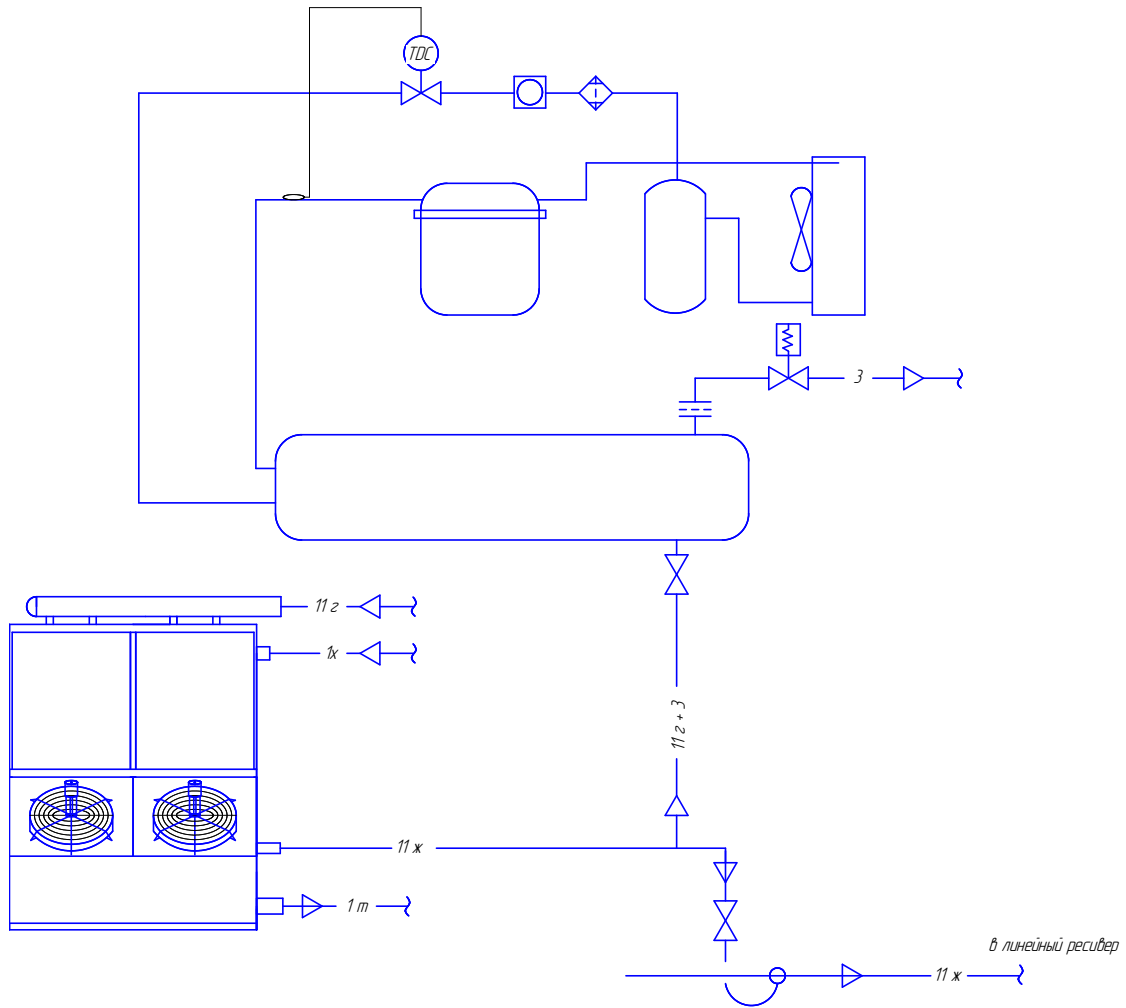 TDC
3
11 г
1х
11 г + 3
11 ж
1 т
в линейный ресивер
11 ж